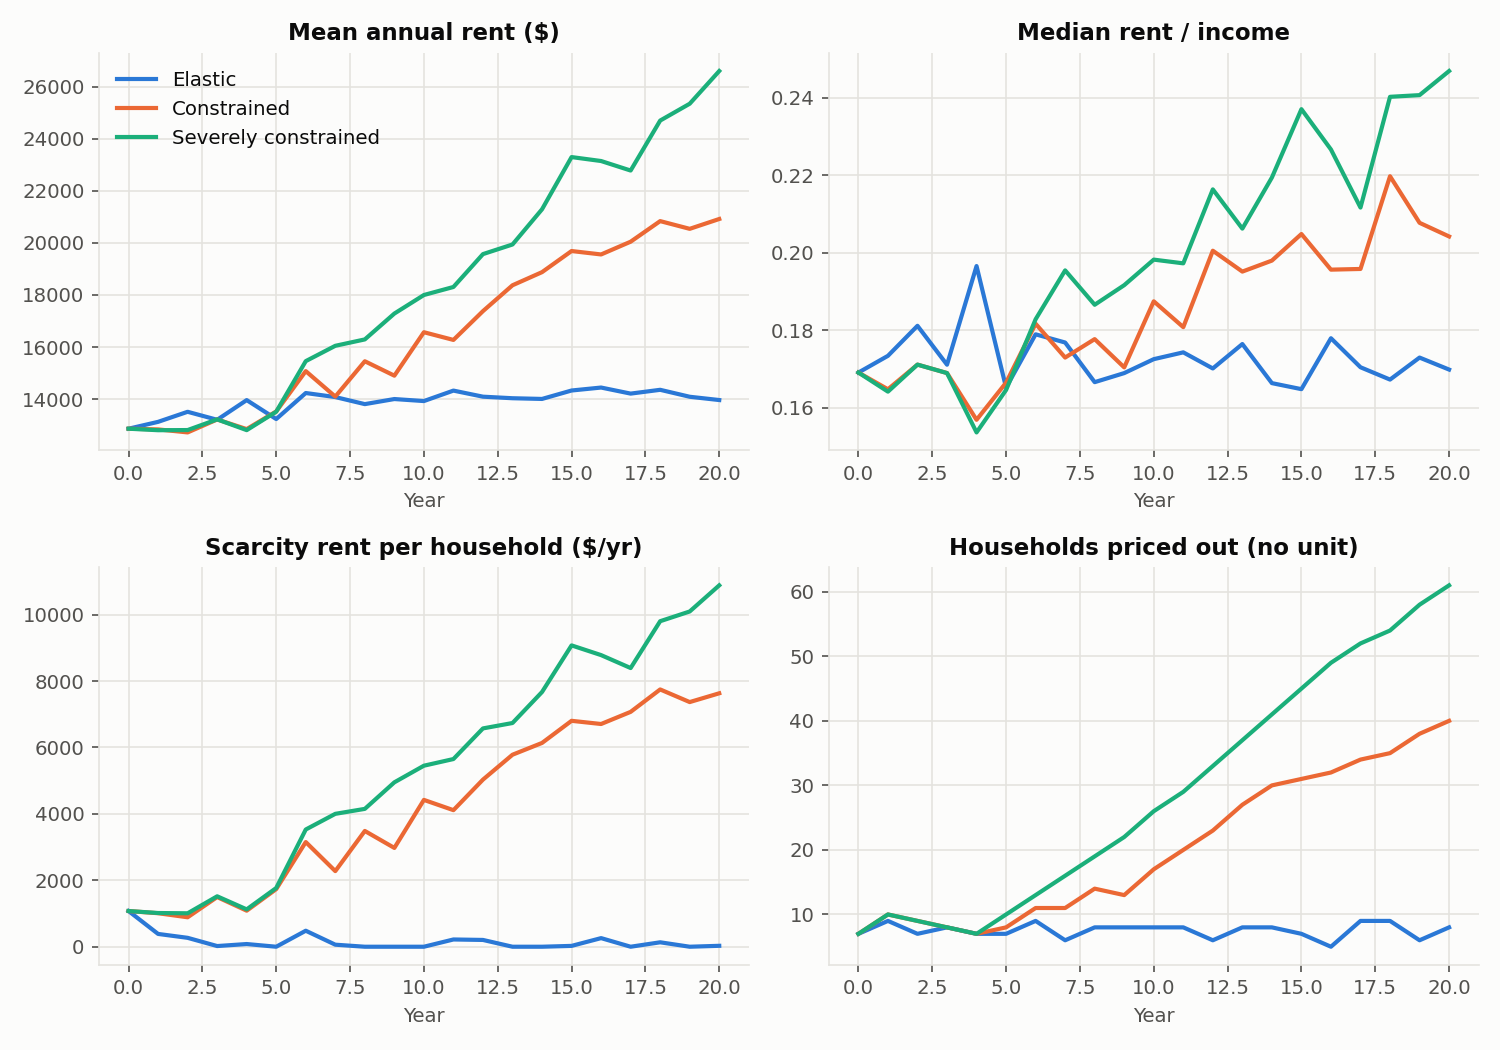 Mean annual rent ($)
Elastic
Constrained
Severely constrained
26000
24000
22000
20000
18000
16000
14000
0.0 2.5 5.0 7.5 10.0 12.5 15.0 17.5 20.0
Year
Median rent / income
0.24
0.22
0.20
0.18
0.16
0.0 2.5 5.0 7.5 10.0 12.5 15.0 17.5 20.0
Year
Scarcity rent per household ($/yr)
10000
8000
6000
4000
2000
0
0.0 2.5 5.0 7.5 10.0 12.5 15.0 17.5 20.0
Year
Households priced out (no unit)
60
50
40
30
20
10
0.0 2.5 5.0 7.5 10.0 12.5 15.0 17.5 20.0
Year